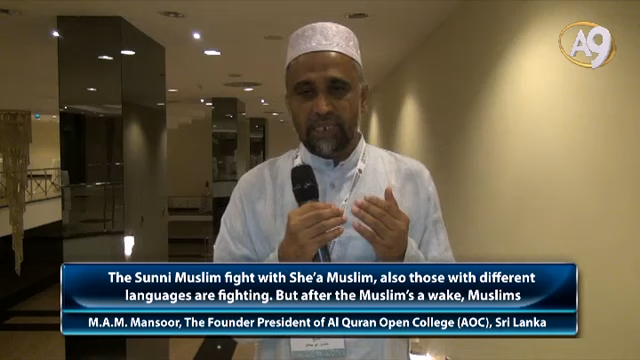 A9
The Sunni Muslim fight with She'a Muslim, also those with different
languages are fighting. But after the Muslim's a wake, Muslims
M.A.M. Mansoor, The Founder President of Al Quran Open College (AOC), Sri Lanka